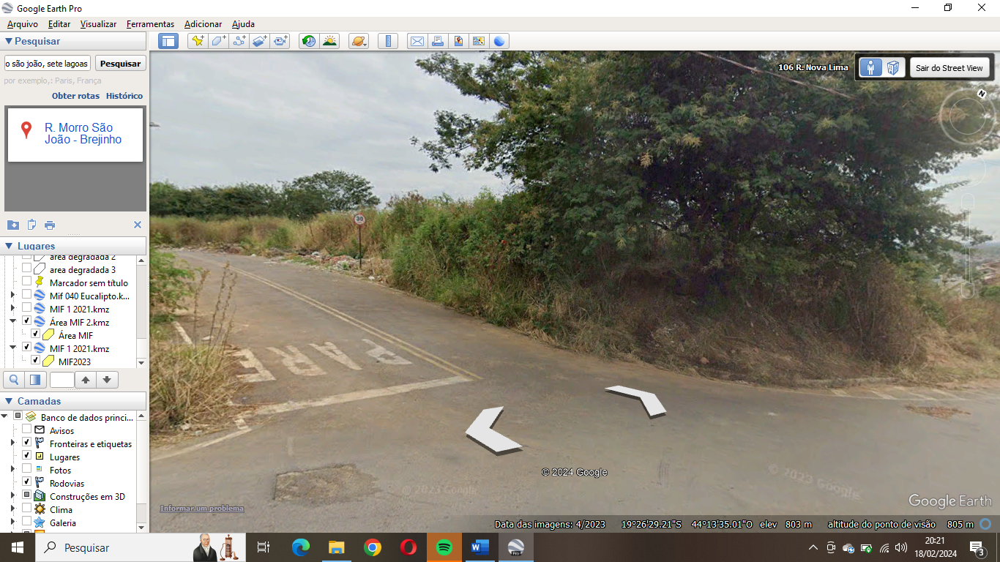 Google Earth Pro
Arquivo Editar Visualizar Ferramentas Adicionar Ajuda
Pesquisar
o são joão, sete lagoas Pesquisar
por exemplo,: Paris, França
Obter rotas Histórico
R. Morro São
João - Brejinho
Lugares
area degradada 2
area degradada 3
Marcador sem título
Mif 040 Eucalipto.k...
MIF 1 2021.kmz
Área MIF 2.kmz
Área MIF
MIF 1 2021.kmz
MIF2023
Camadas
Banco de dados princi...
Avisos
Fronteiras e etiquetas
Lugares
Fotos
Rodovias
Construções em 3D
Clima
Galeria
106 R. Nova Lima
Sair do Street View
N
30
PARE
© 2024 Google
© 2023 Google
© 2023 Google
Informar um problema
Google Earth
Data das imagens: 4/2023 19°26'29.21"S 44°13'35.01"O elev 803 m altitude do ponto de visão 805 m
Pesquisar
Pro
20:21
18/02/2024
3